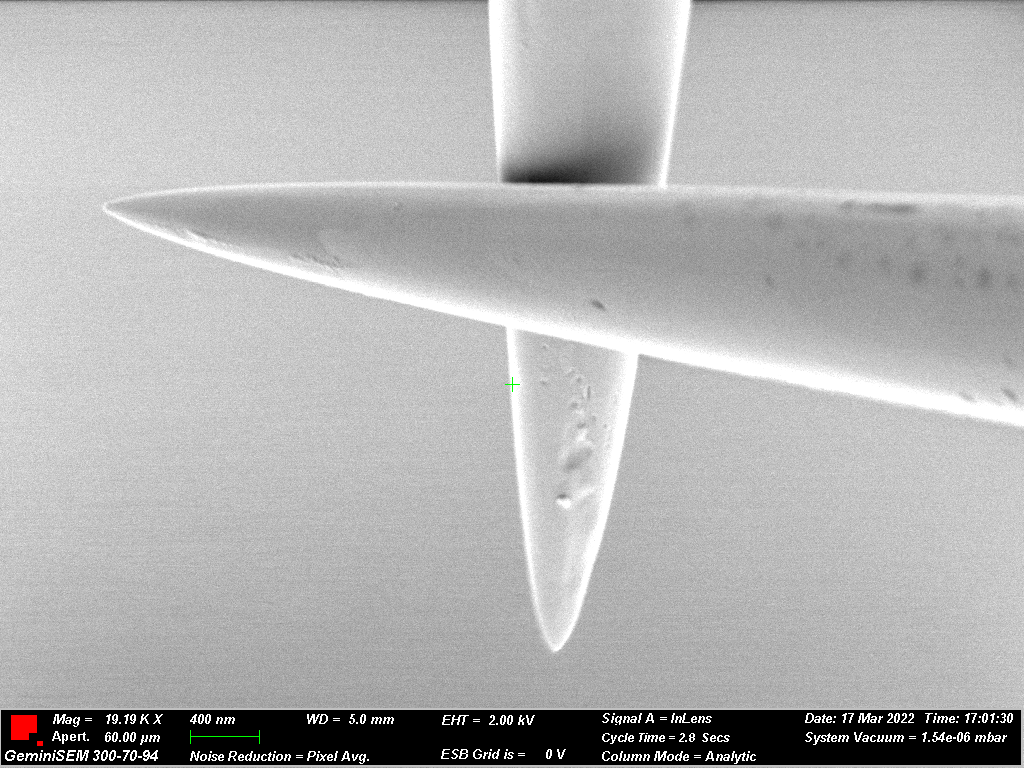 Mag = 19.19 K X 400 nm WD = 5.0 mm EHT = 2.00 kV Signal A = InLens Date: 17 Mar 2022 Time: 17:01:30
Apert. 60.00 µm Cycle Time = 2.8 Secs System Vacuum = 1.54e-06 mbar
GeminiSEM 300-70-94 Noise Reduction = Pixel Avg. ESB Grid is = 0 V Column Mode = Analytic